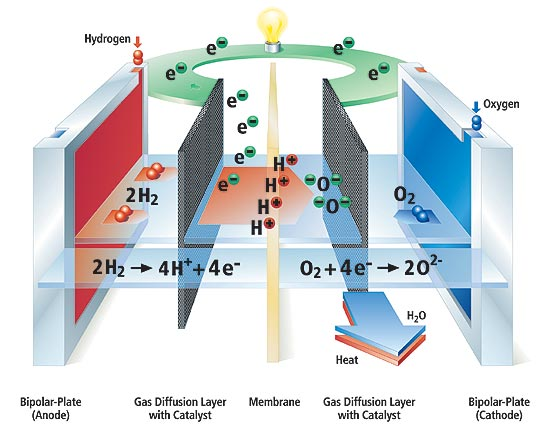 Hydrogen
e⁻ e⁻
e⁻ e⁻
e⁻
Oxygen
e⁻
e⁻
H⁺
e⁻ H⁺ -O-
2H₂ O₂
H⁺ -O-
H⁺
2H₂ → 4H⁺ + 4e⁻ O₂ + 4e⁻ → 2O²⁻
H₂O
Heat
Bipolar-Plate Gas Diffusion Layer Membrane Gas Diffusion Layer Bipolar-Plate
(Anode) with Catalyst with Catalyst (Cathode)